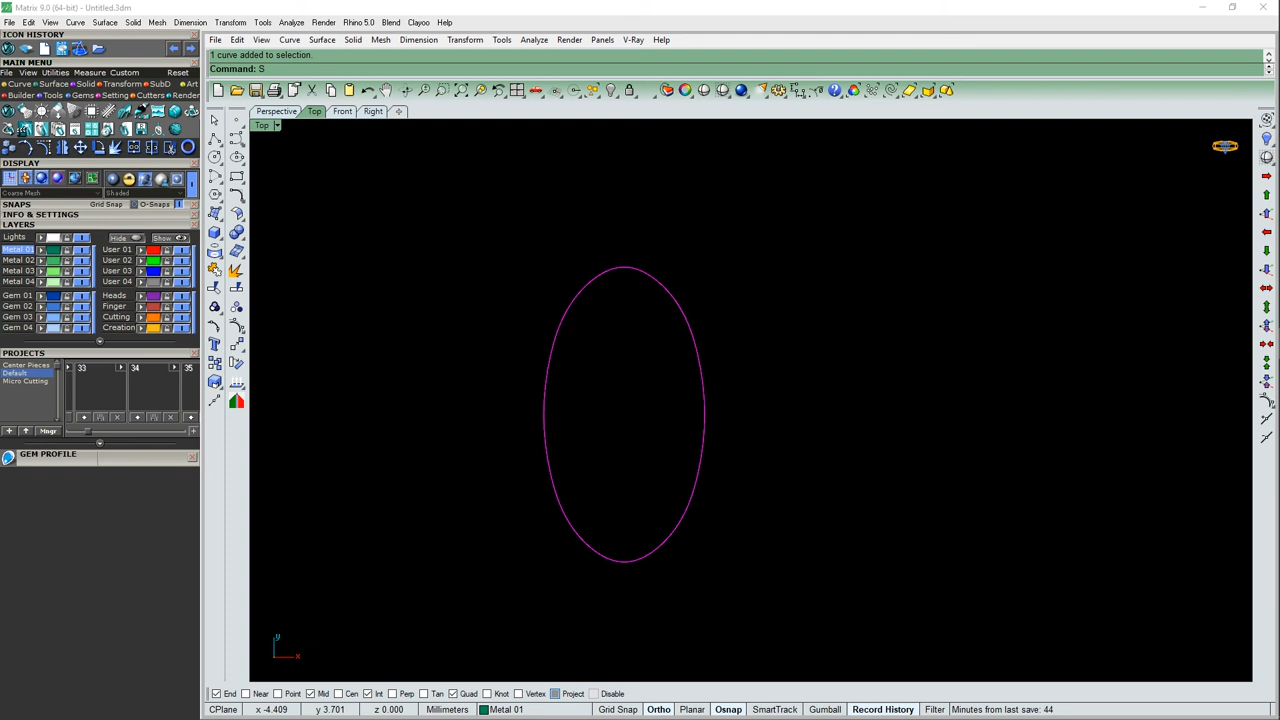 Matrix 9.0 (64-bit) - Untitled.3dm
File Edit View Curve Surface Solid Mesh Dimension Transform Tools Analyze Render Rhino 5.0 Blend Clayoo Help
ICON HISTORY
MAIN MENU
File View Utilities Measure Custom Reset
Curve Surface Solid Transform SubD Art
Builder Tools Gems Setting Cutters Render
DISPLAY
Coarse Mesh Shaded
SNAPS Grid Snap O-Snaps
INFO & SETTINGS
LAYERS
Lights Hide Show
Metal 01 User 01
Metal 02 User 02
Metal 03 User 03
Metal 04 User 04
Gem 01 Heads
Gem 02 Finger
Gem 03 Cutting
Gem 04 Creation
PROJECTS
Center Pieces
Default
Micro Cutting
33 34 35
Mngr
GEM PROFILE
File Edit View Curve Surface Solid Mesh Dimension Transform Tools Analyze Render Panels V-Ray Help
1 curve added to selection.
Command: S
Perspective Top Front Right
Top
y
x
End Near Point Mid Cen Int Perp Tan Quad Knot Vertex Project Disable
CPlane x -4.409 y 3.701 z 0.000 Millimeters Metal 01 Grid Snap Ortho Planar Osnap SmartTrack Gumball Record History Filter Minutes from last save: 44